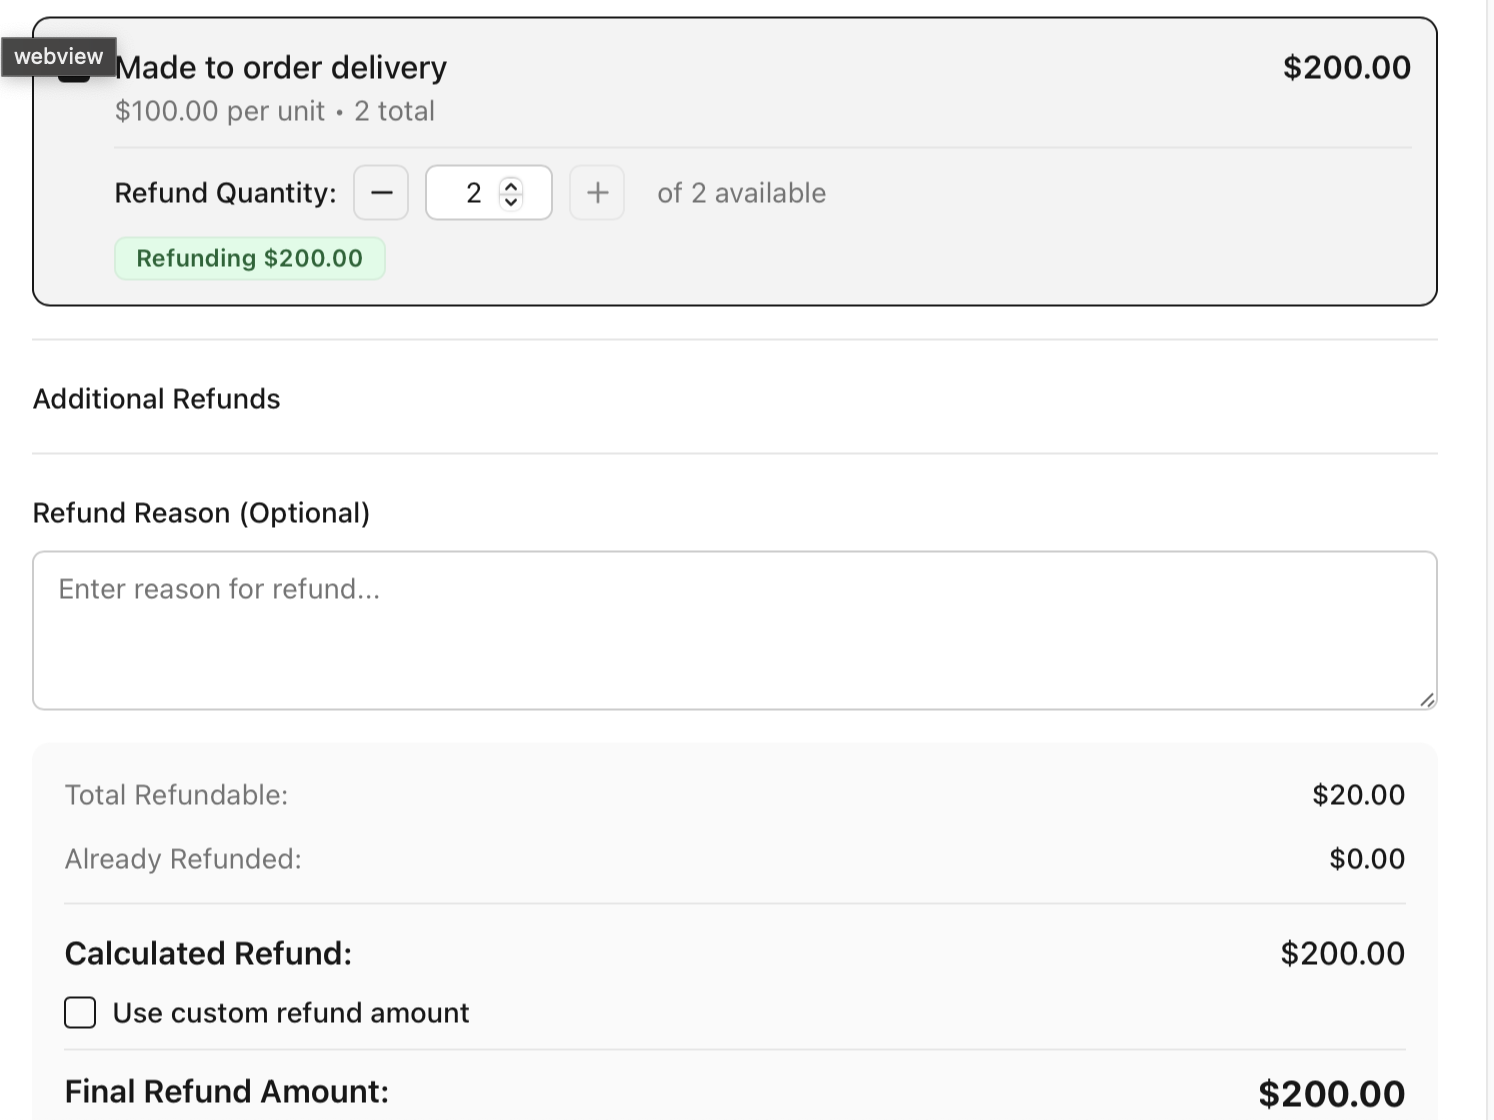 webview
Made to order delivery
$200.00
$100.00 per unit • 2 total
Refund Quantity: − 2 + of 2 available
Refunding $200.00
Additional Refunds
Refund Reason (Optional)
Enter reason for refund...
Total Refundable: $20.00
Already Refunded: $0.00
Calculated Refund: $200.00
Use custom refund amount
Final Refund Amount: $200.00